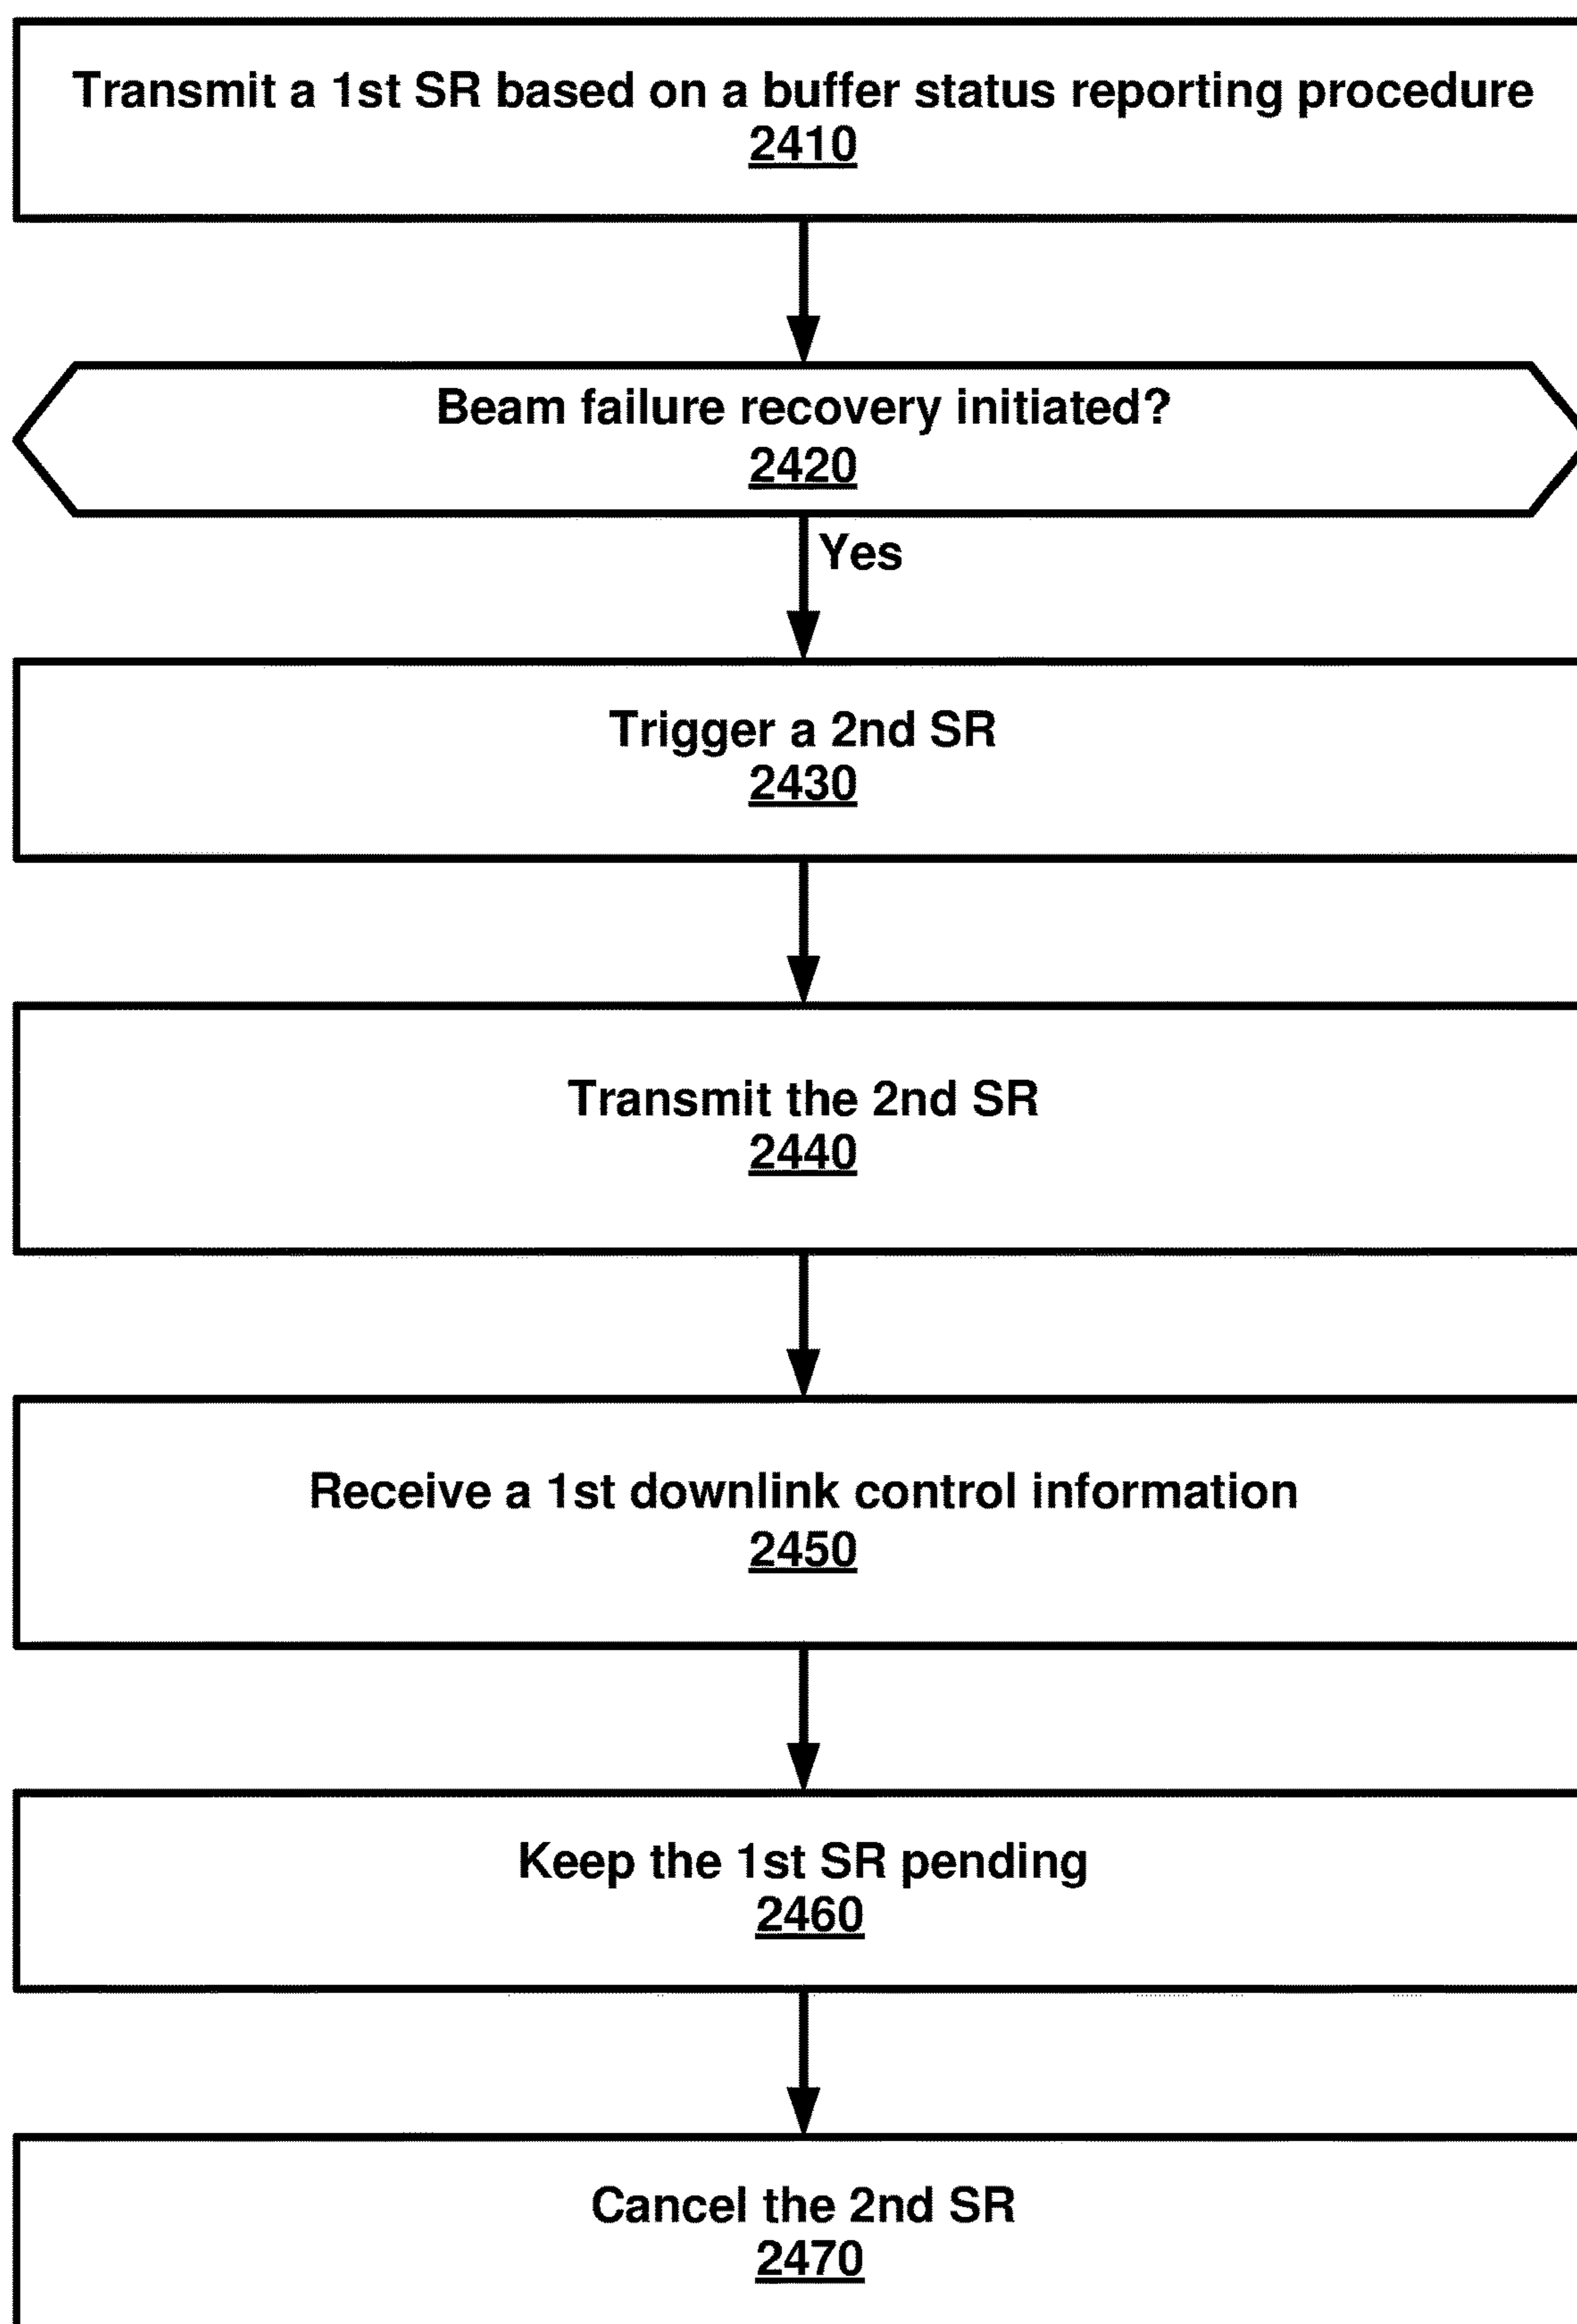 Transmit a 1st SR based on a buffer status reporting procedure
2410
Beam failure recovery initiated?
2420
Yes
Trigger a 2nd SR
2430
Transmit the 2nd SR
2440
Receive a 1st downlink control information
2450
Keep the 1st SR pending
2460
Cancel the 2nd SR
2470